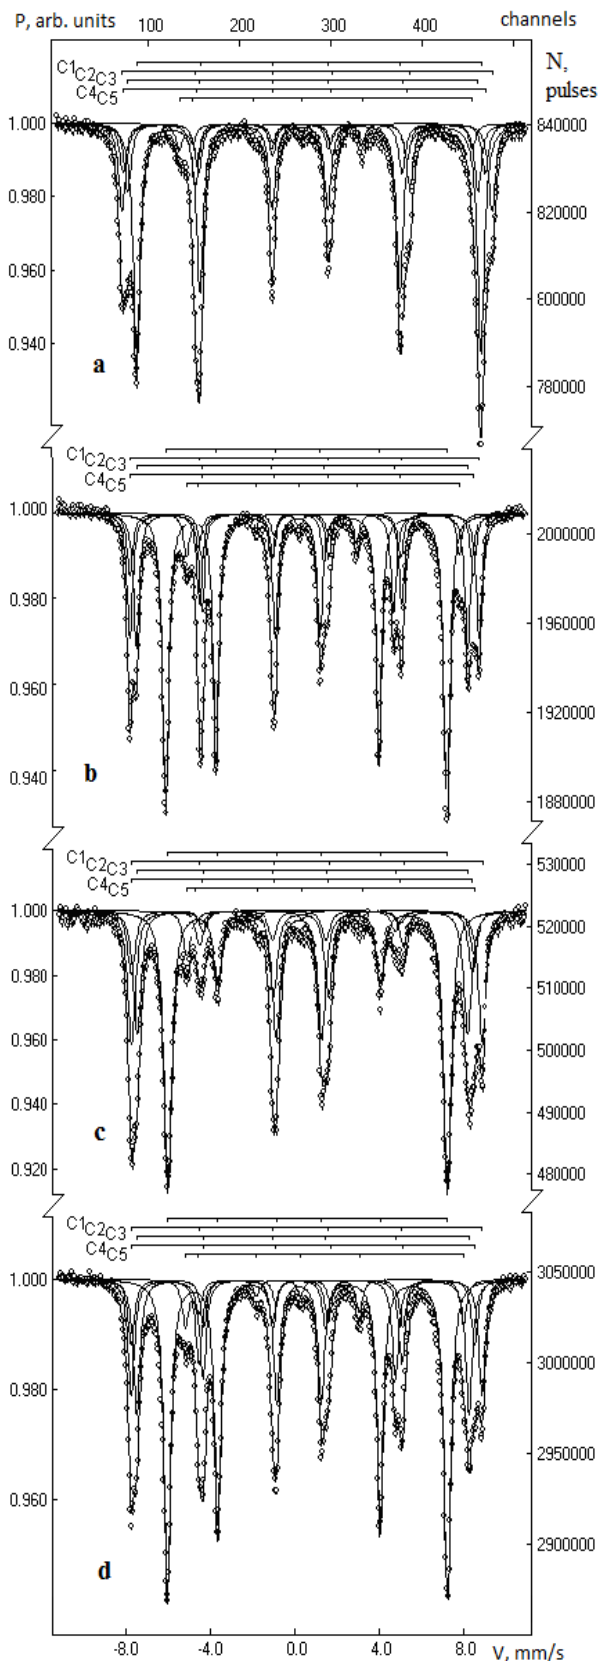 P, arb. units channels
100 200 300 400
C1C2C3
C4C5
N,
pulses
1.000 840000
0.980
820000
0.960
800000
0.940
a
780000
C1C2C3
C4C5
1.000
2000000
0.980
1960000
0.960
1920000
0.940
b
1880000
C1C2C3
C4C5
530000
1.000
520000
0.980
510000
0.960
500000
0.940
490000
c
0.920
480000
C1C2C3
C4C5
1.000 3050000
3000000
0.980
2950000
0.960
2900000
d
-8.0 -4.0 0.0 4.0 8.0 V, mm/s